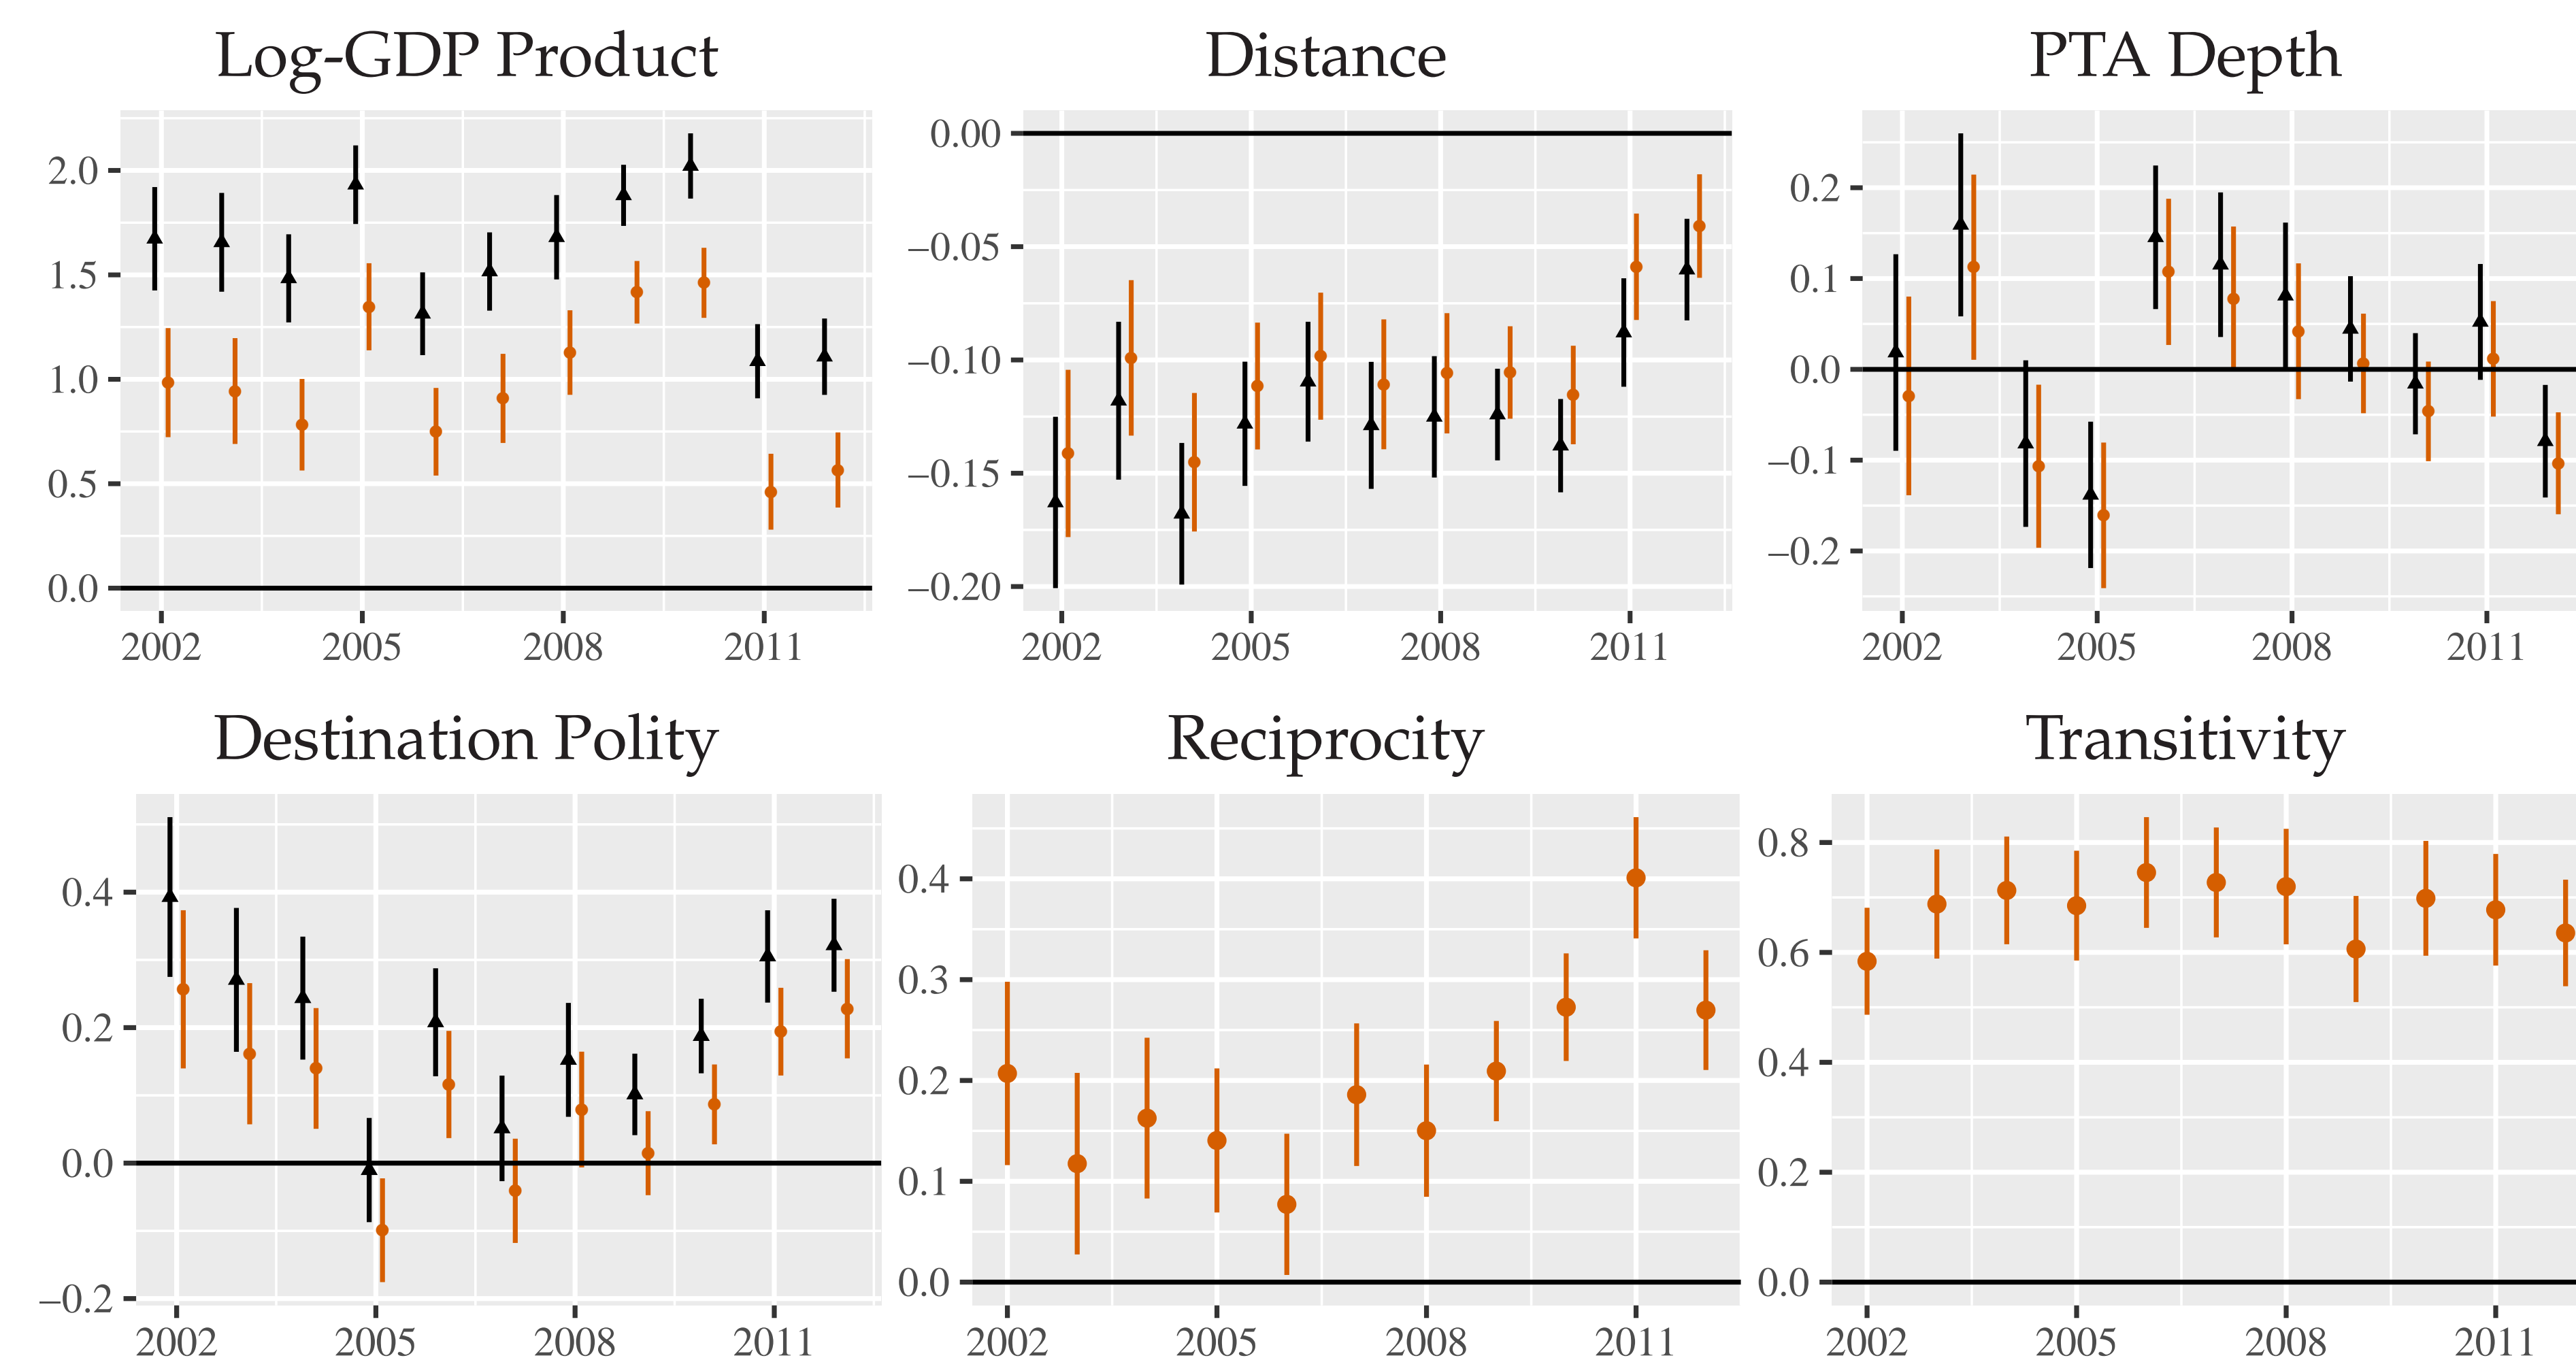 Log-GDP Product
Distance
PTA Depth
2.0
1.5
1.0
0.5
0.0
2002 2005 2008 2011
0.00
−0.05
−0.10
−0.15
−0.20
2002 2005 2008 2011
0.2
0.1
0.0
−0.1
−0.2
2002 2005 2008 2011
Destination Polity
Reciprocity
Transitivity
0.4
0.2
0.0
−0.2
2002 2005 2008 2011
0.4
0.3
0.2
0.1
0.0
2002 2005 2008 2011
0.8
0.6
0.4
0.2
0.0
2002 2005 2008 2011